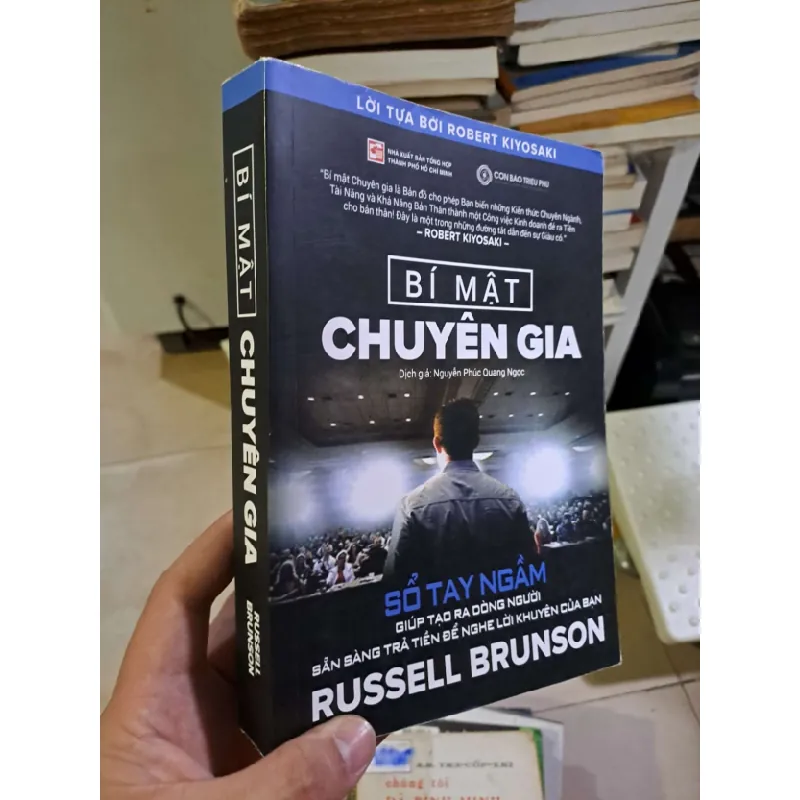 LỜI TỰA BỞI ROBERT KIYOSAKI
NHÀ XUẤT BẢN TỔNG HỢP
THÀNH PHỐ HỒ CHÍ MINH
CON BÁO TRIỆU PHÚ
"Bí mật Chuyên gia là Bản đồ cho phép Bạn biến những Kiến thức Chuyên Ngành,
Tài Năng và Khả Năng Bản Thân thành một Công việc Kinh doanh đẻ ra Tiền
cho bản thân! Đây là một trong những đường tắt dẫn đến sự Giàu có."
– ROBERT KIYOSAKI –
BÍ MẬT
CHUYÊN GIA
Dịch giả: Nguyễn Phúc Quang Ngọc
SỔ TAY NGẦM
GIÚP TẠO RA DÒNG NGƯỜI
SẴN SÀNG TRẢ TIỀN ĐỂ NGHE LỜI KHUYÊN CỦA BẠN
RUSSELL BRUNSON
BÍ MẬT
CHUYÊN GIA
RUSSELL
BRUNSON
chúng tôi